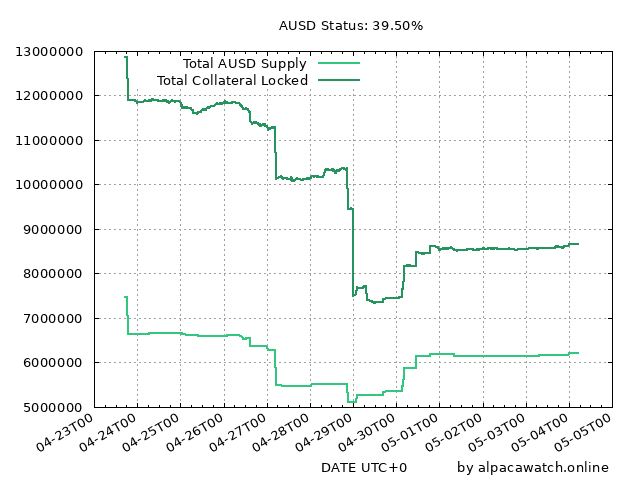 AUSD Status: 39.50%
Total AUSD Supply
Total Collateral Locked
13000000
12000000
11000000
10000000
9000000
8000000
7000000
6000000
5000000
04-23T00
04-24T00
04-25T00
04-26T00
04-27T00
04-28T00
04-29T00
04-30T00
05-01T00
05-02T00
05-03T00
05-04T00
05-05T00
DATE UTC+0
by alpacawatch.online